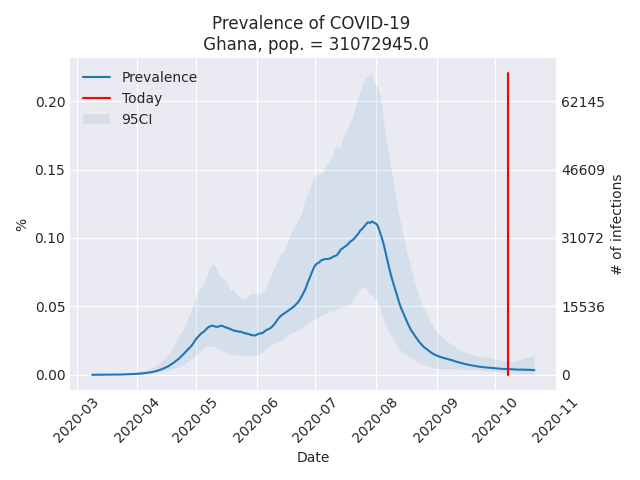 Prevalence of COVID-19
Ghana, pop. = 31072945.0
Prevalence
Today
95CI
0.20
0.15
0.10
0.05
0.00
%
62145
46609
31072
15536
0
# of infections
2020-03
2020-04
2020-05
2020-06
2020-07
2020-08
2020-09
2020-10
2020-11
Date